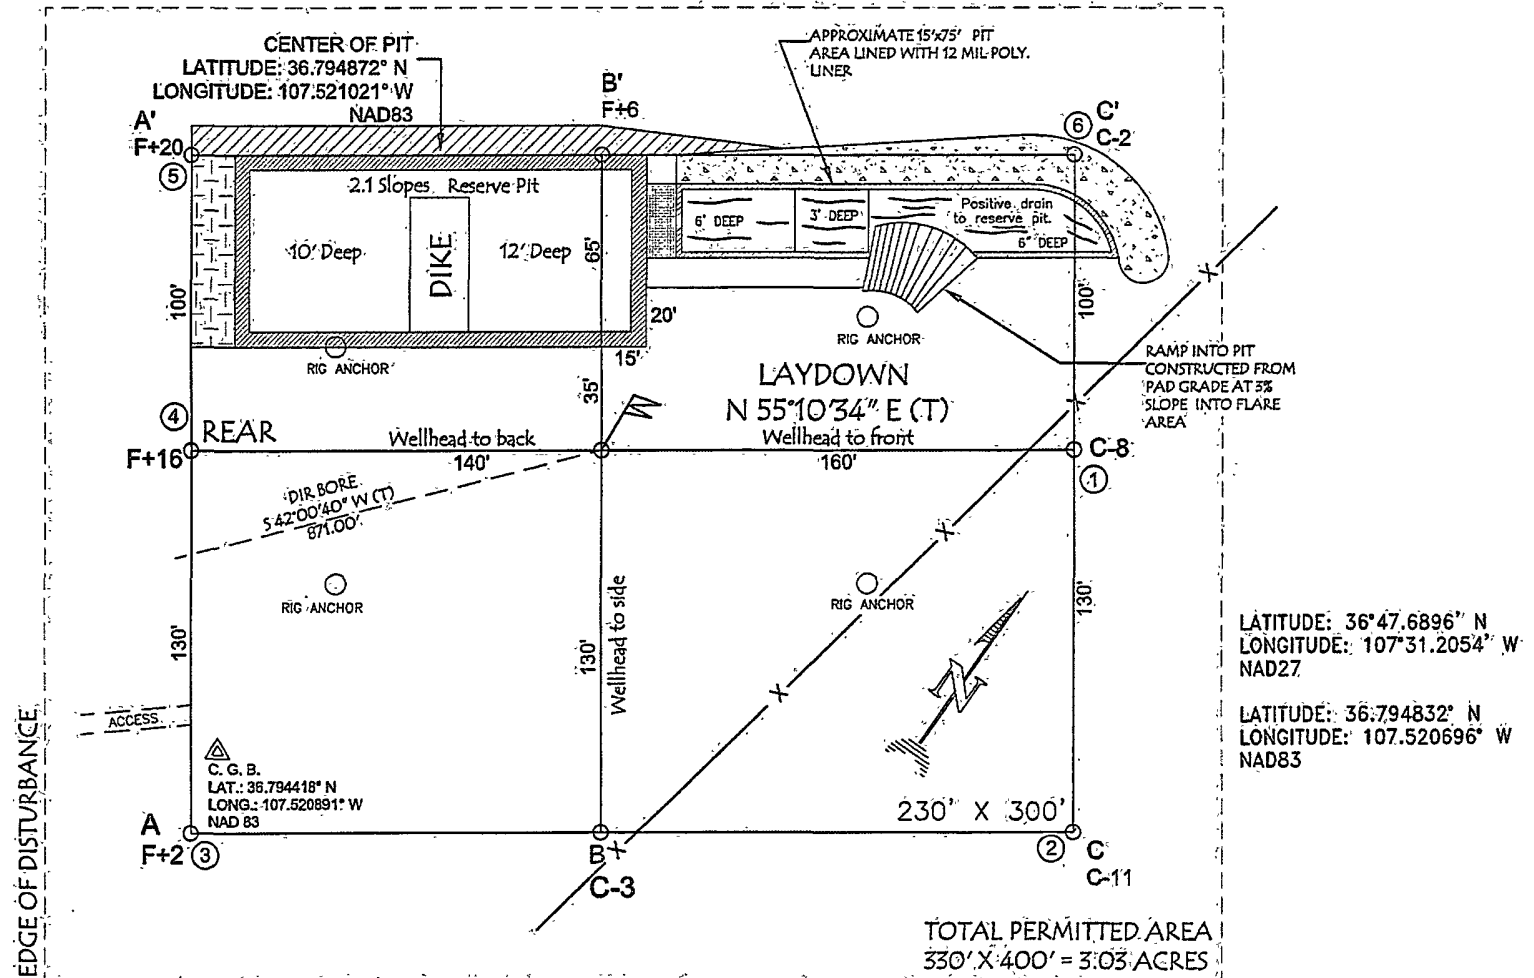 CENTER OF PIT
LATITUDE: 36.794872° N
LONGITUDE: 107.521021° W
NAD83
APPROXIMATE 15'x75' PIT
AREA LINED WITH 12 MIL POLY.
LINER
A'
F+20
5
B'
F+6
6
C'
C-2
2:1 Slopes Reserve Pit
10' Deep
DIKE
12' Deep
65'
6" DEEP
3' DEEP
Positive drain
to reserve pit.
6" DEEP
100'
100'
20'
15'
35'
RIG ANCHOR
RIG ANCHOR
RAMP INTO PIT
CONSTRUCTED FROM
PAD GRADE AT 3%
SLOPE INTO FLARE
AREA
LAYDOWN
N 55°10'34" E (T)
4
REAR
F+16
Wellhead to back
140'
Wellhead to front
160'
C-8
1
DIR BORE
S 42°00'40" W (T)
871.00'
RIG ANCHOR
RIG ANCHOR
130'
130'
Wellhead to side
130'
N
LATITUDE: 36°47.6896" N
LONGITUDE: 107°31.2054" W
NAD27
LATITUDE: 36.794832° N
LONGITUDE: 107.520696° W
NAD83
ACCESS
C. G. B.
LAT.: 36.794418° N
LONG.: 107.520891° W
NAD 83
230' X 300'
A
F+2
3
B
C-3
2
C
C-11
EDGE OF DISTURBANCE
TOTAL PERMITTED AREA
330' X 400' = 3.03 ACRES